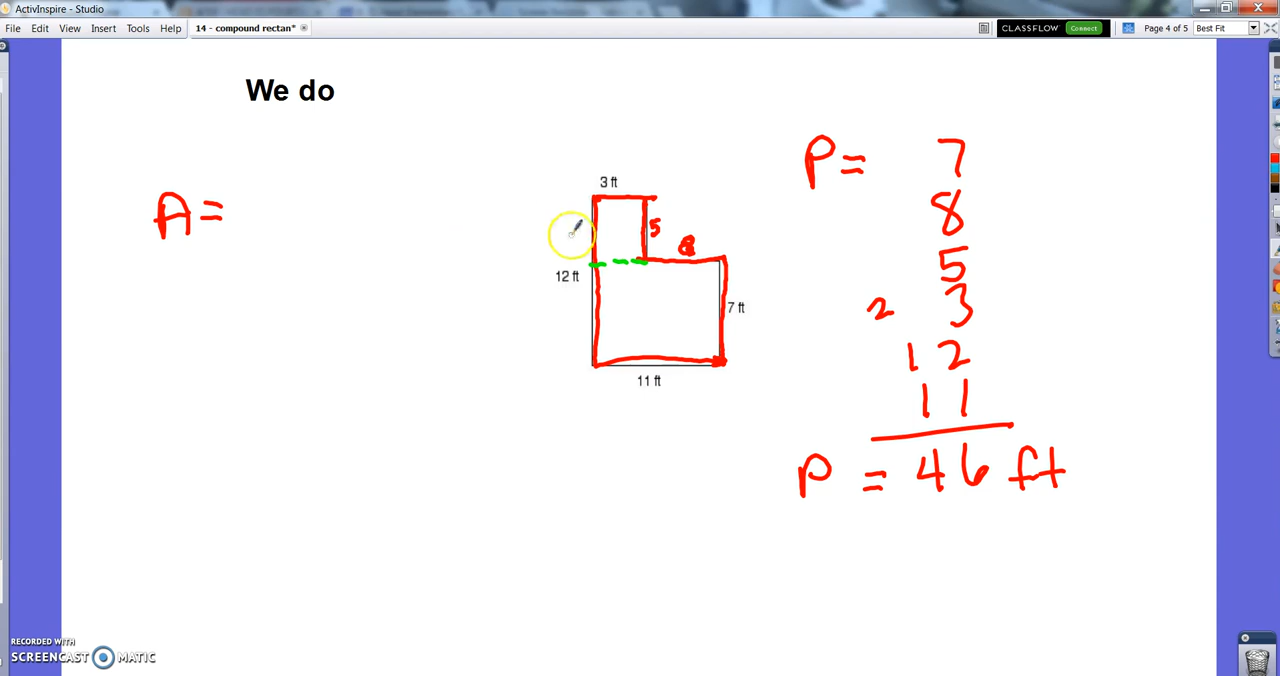 ActivInspire - Studio
File Edit View Insert Tools Help 14 - compound rectan* CLASSFLOW Connect Page 4 of 5 Best Fit
We do
A=
3 ft
5
8
12 ft
7 ft
11 ft
P= 7
8
5
2 3
12
11
P = 46 ft
RECORDED WITH
SCREENCAST MATIC